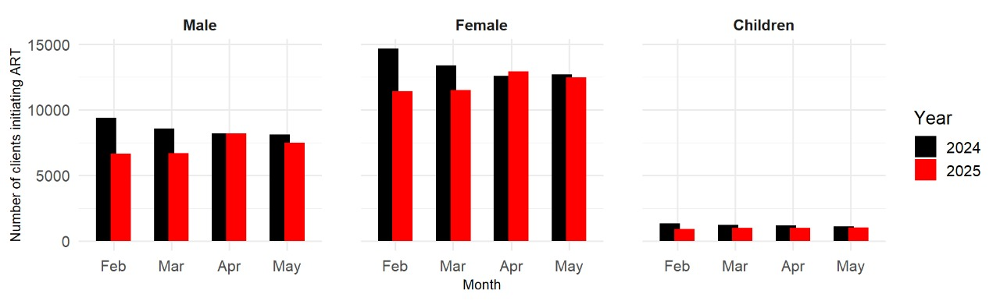 Male Female Children
Number of clients initiating ART
15000
10000
5000
0
Feb Mar Apr May Feb Mar Apr May Feb Mar Apr May
Month
Year
2024
2025